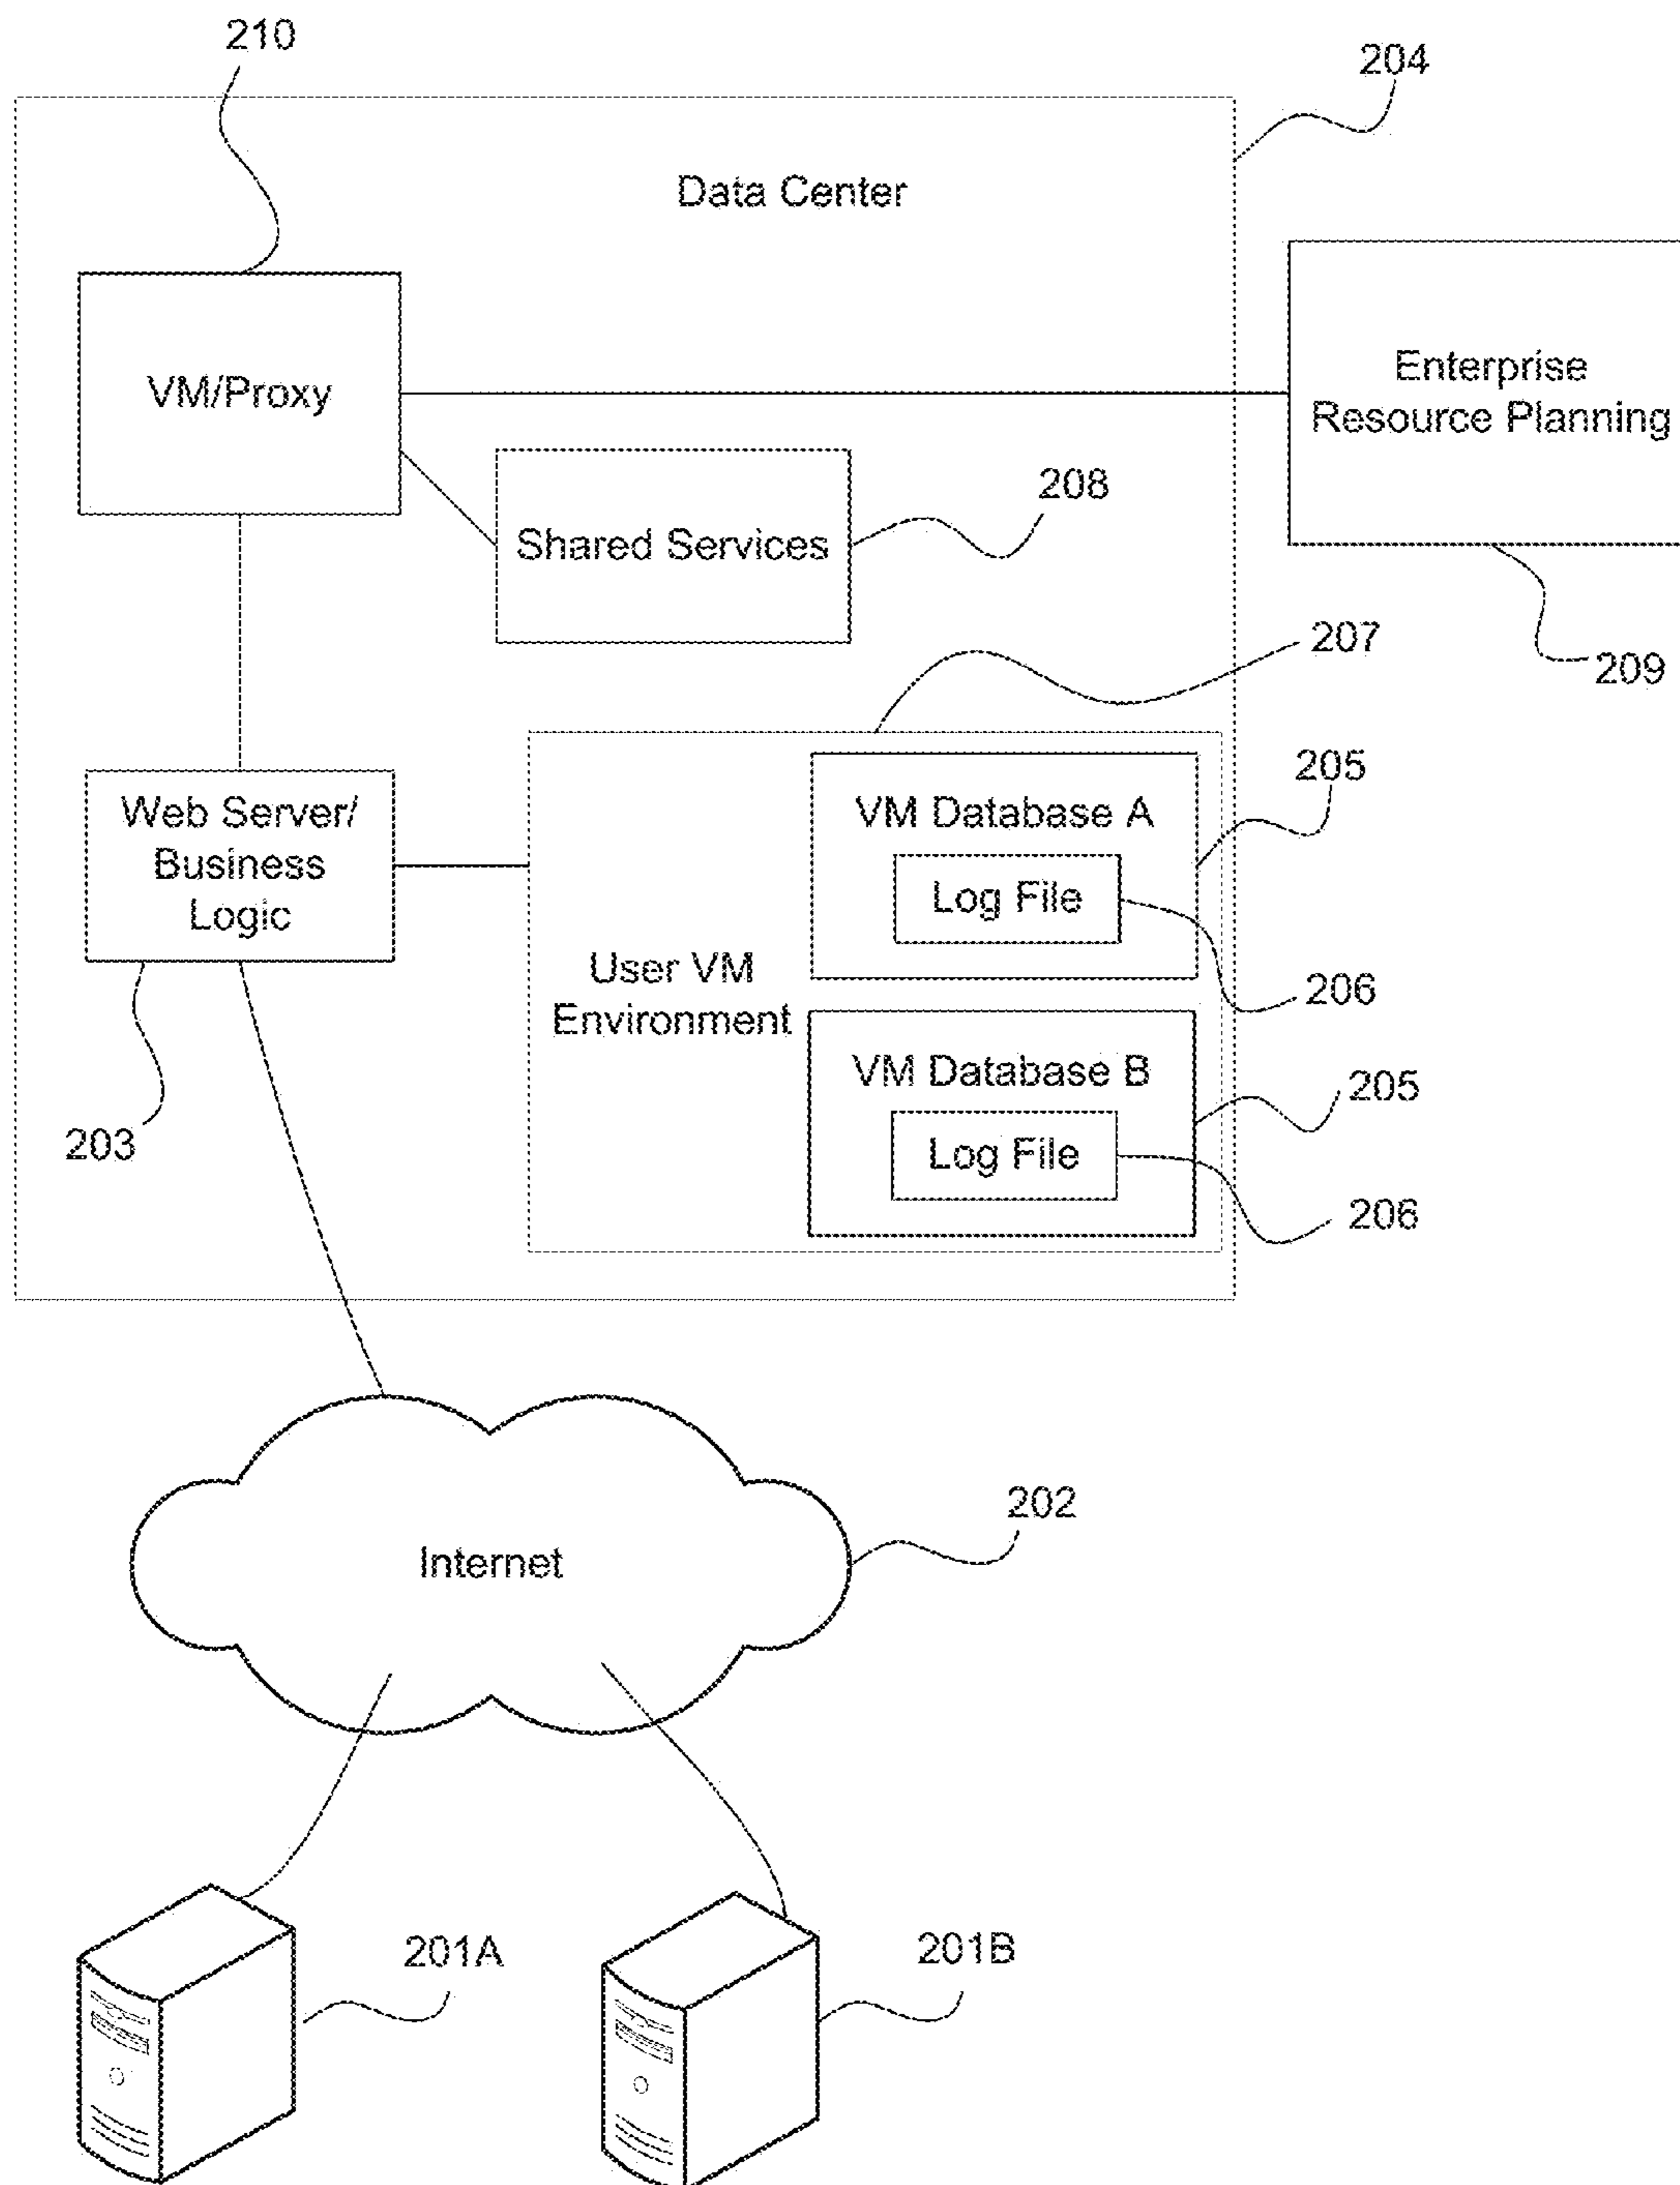 210
204
Data Center
VM/Proxy
Enterprise
Resource Planning
Shared Services
208
207
209
Web Server/
Business
Logic
VM Database A
205
Log File
User VM
Environment
206
203
VM Database B
205
Log File
206
Internet
202
201A
201B